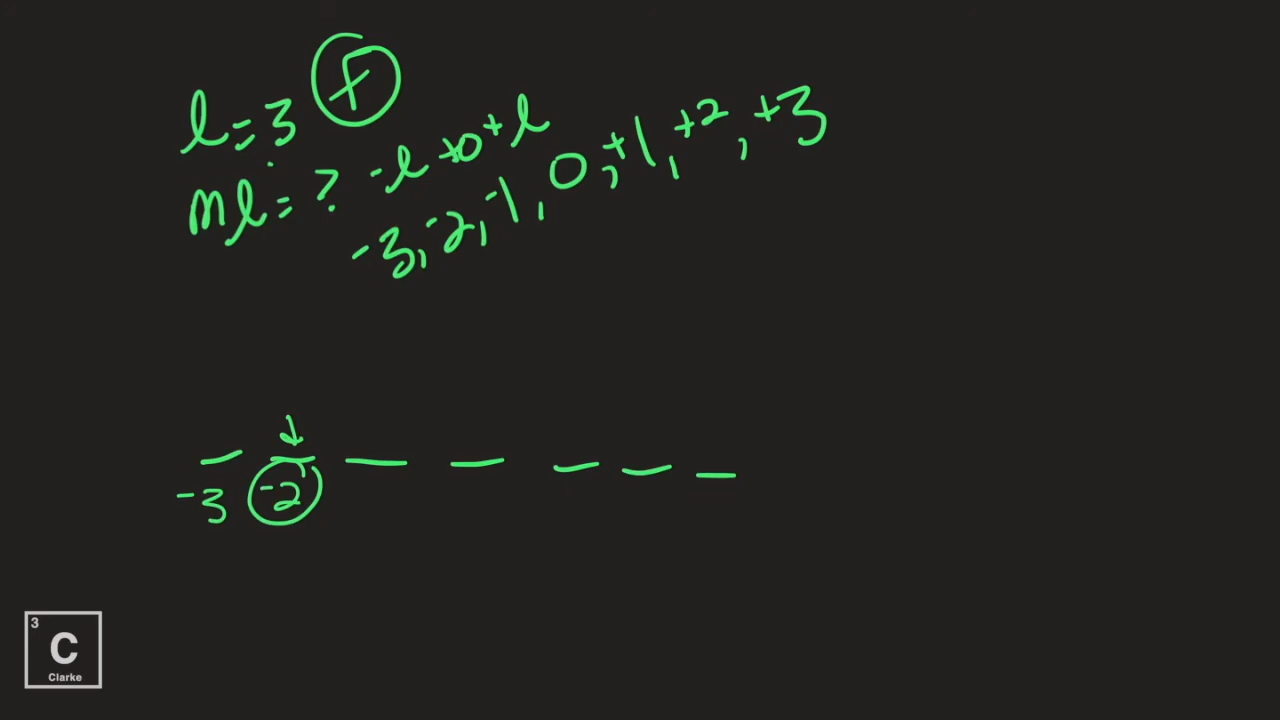 l=3 f
ml=? -l to + l
-3, -2, -1, 0, +1, +2, +3
-3 -2
3
C
Clarke